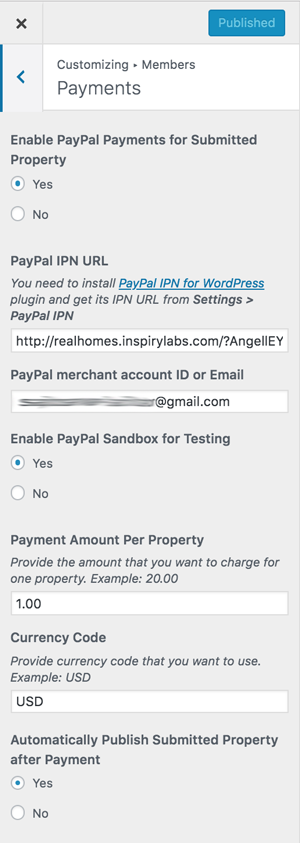 Published
Customizing ▸ Members
Payments
Enable PayPal Payments for Submitted
Property
Yes
No
PayPal IPN URL
You need to install PayPal IPN for WordPress
plugin and get its IPN URL from Settings >
PayPal IPN
http://realhomes.inspirylabs.com/?AngellEY
PayPal merchant account ID or Email
@gmail.com
Enable PayPal Sandbox for Testing
Yes
No
Payment Amount Per Property
Provide the amount that you want to charge for
one property. Example: 20.00
1.00
Currency Code
Provide currency code that you want to use.
Example: USD
USD
Automatically Publish Submitted Property
after Payment
Yes
No